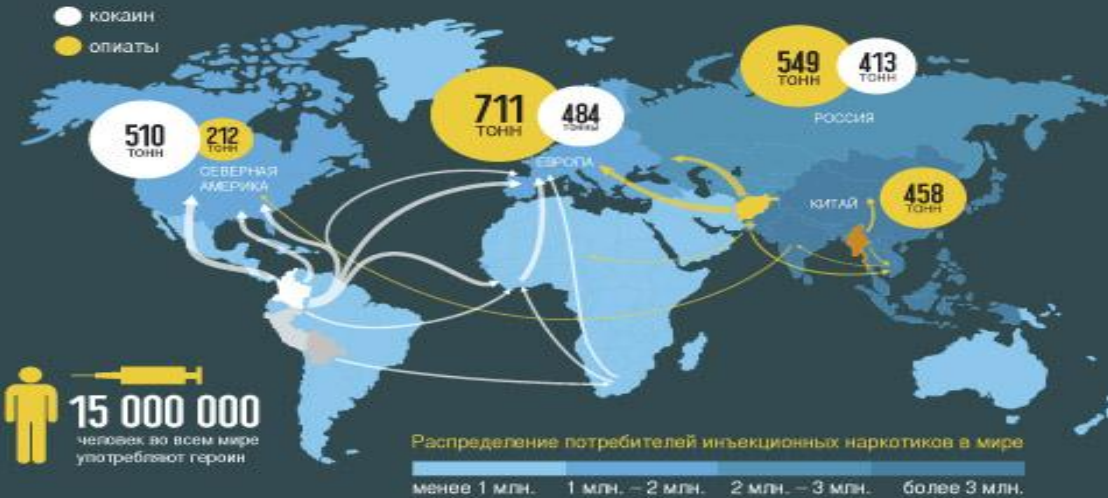 кокаин
опиаты
549
ТОНН
413
ТОНН
РОССИЯ
711
ТОНН
484
ТОННЫ
ЕВРОПА
510
ТОНН
212
ТОНН
СЕВЕРНАЯ
АМЕРИКА
КИТАЙ
458
ТОНН
15 000 000
человек во всем мире
употребляют героин
Распределение потребителей инъекционных наркотиков в мире
менее 1 млн. 1 млн. – 2 млн. 2 млн. – 3 млн. более 3 млн.